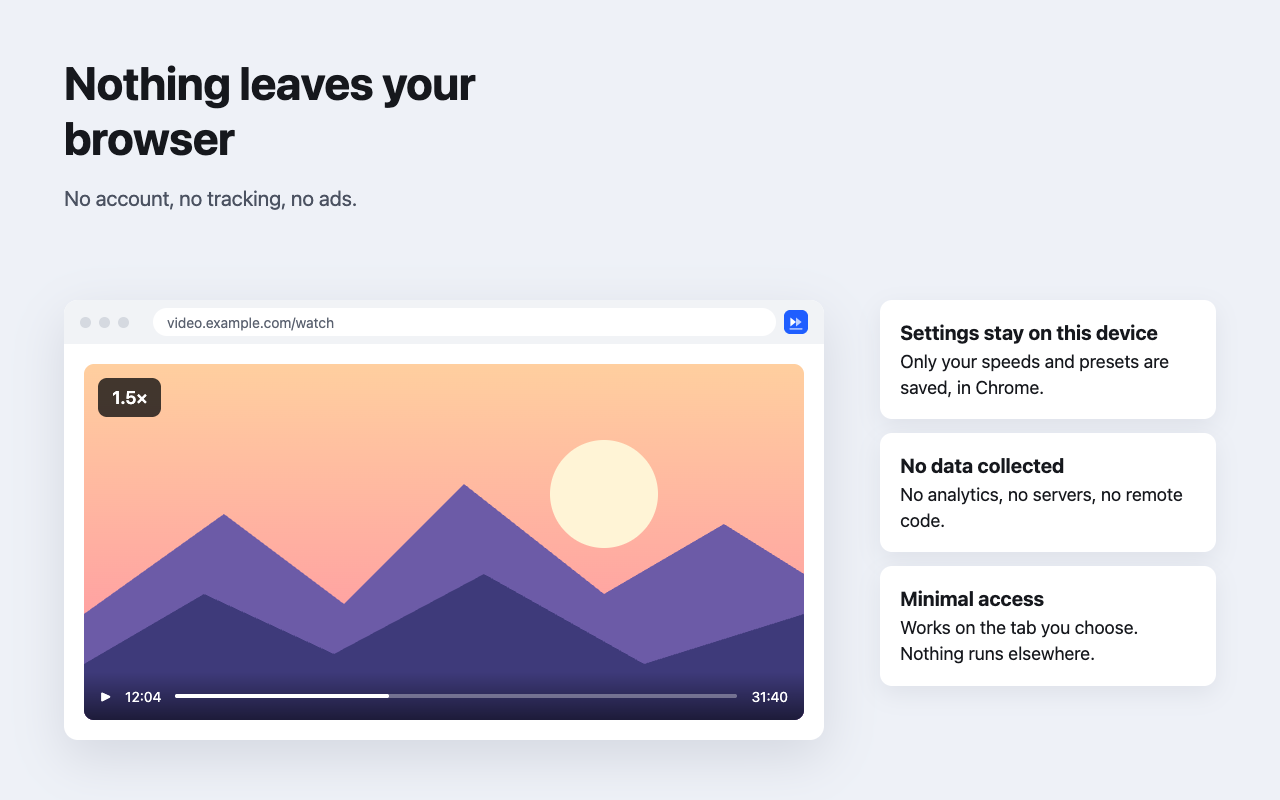 Nothing leaves your
browser
No account, no tracking, no ads.
video.example.com/watch
1.5×
12:04
31:40
Settings stay on this device
Only your speeds and presets are
saved, in Chrome.
No data collected
No analytics, no servers, no remote
code.
Minimal access
Works on the tab you choose.
Nothing runs elsewhere.